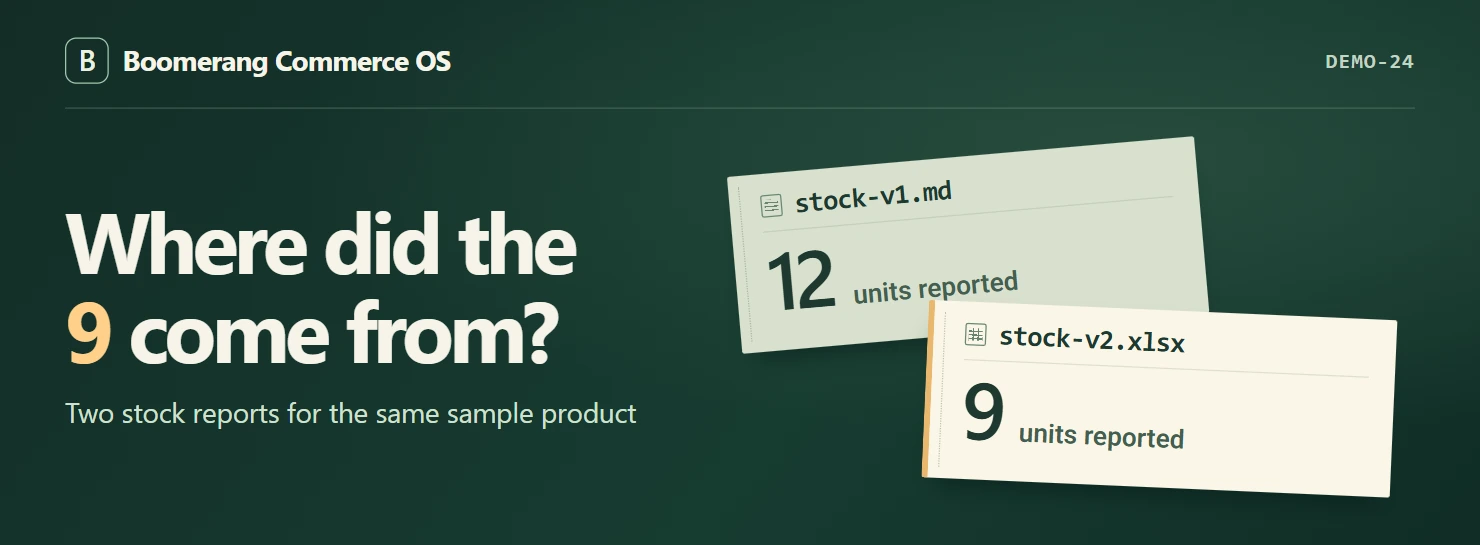 B Boomerang Commerce OS
DEMO-24
Where did the
9 come from?
Two stock reports for the same sample product
stock-v1.md
12 units reported
stock-v2.xlsx
9 units reported